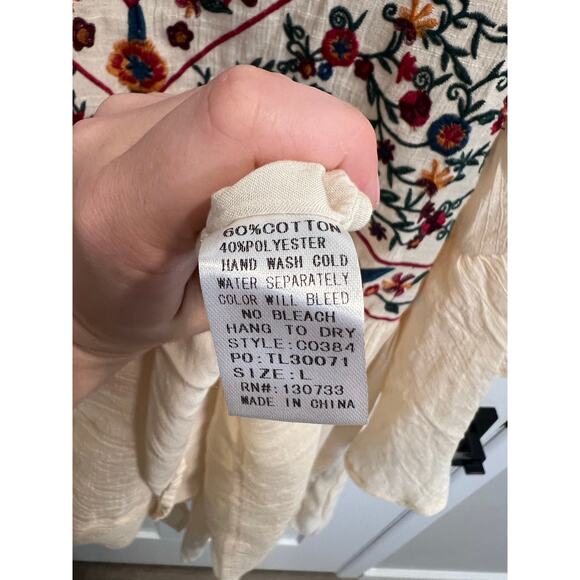 60%COTTON
40%POLYESTER
HAND WASH COLD
WATER SEPARATELY
COLOR WILL BLEED
NO BLEACH
HANG TO DRY
STYLE:C0384
PO:TL30071
SIZE:L
RN#:130733
MADE IN CHINA